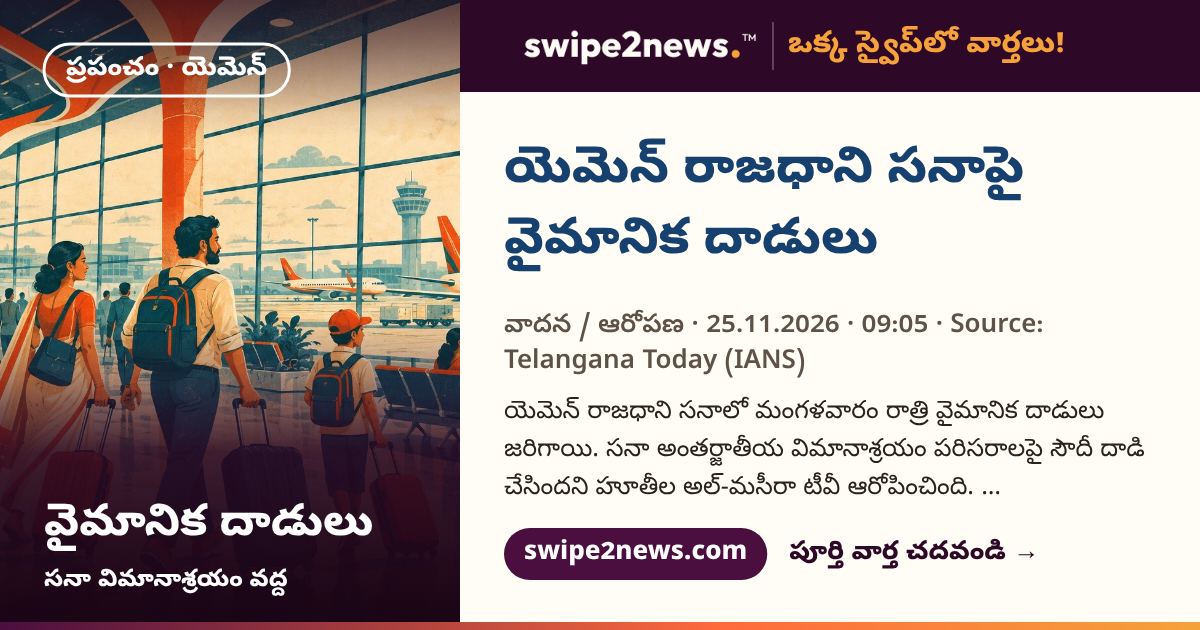 ప్రపంచం · యెమెన్
swipe2news.™ ఒక్క స్వైప్‌లో వార్తలు!
యెమెన్ రాజధాని సనాపై
వైమానిక దాడులు
వాదన / ఆరోపణ · 25.11.2026 · 09:05 · Source:
Telangana Today (IANS)
యెమెన్ రాజధాని సనాలో మంగళవారం రాత్రి వైమానిక దాడులు
జరిగాయి. సనా అంతర్జాతీయ విమానాశ్రయం పరిసరాలపై సౌదీ దాడి
చేసిందని హూతీల అల్-మసీరా టీవీ ఆరోపించింది. ...
వైమానిక దాడులు
సనా విమానాశ్రయం వద్ద
swipe2news.com పూర్తి వార్త చదవండి →